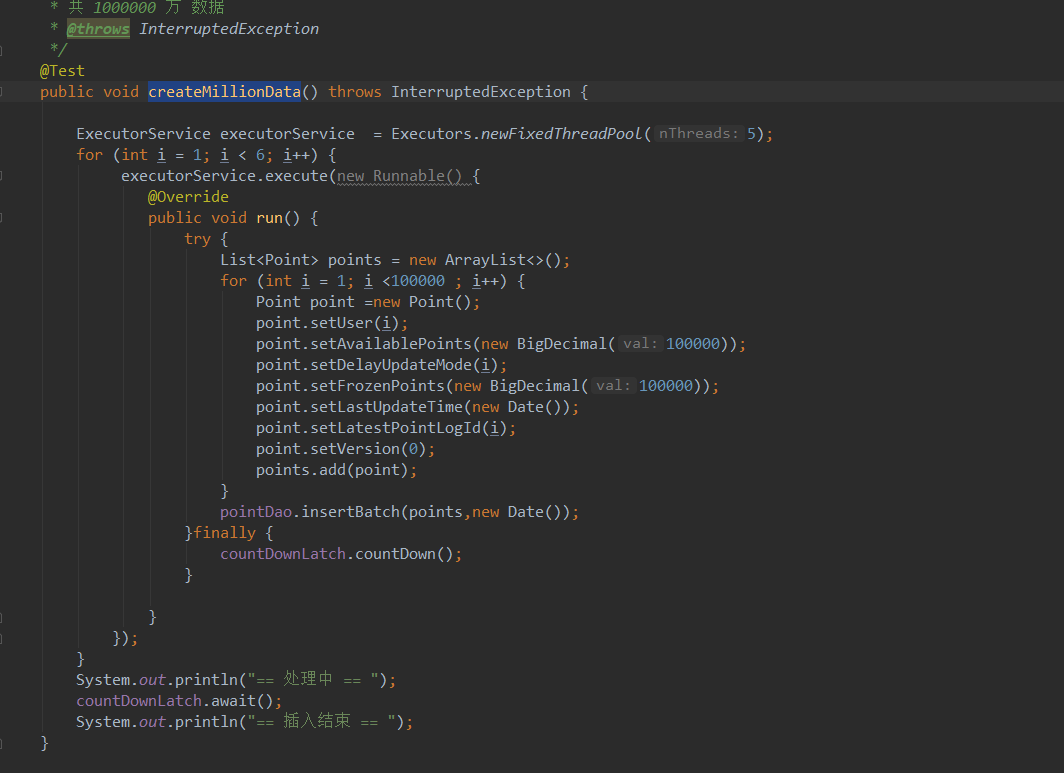 * 共 1000000 万 数据
* @throws InterruptedException
*/
@Test
public void createMillionData() throws InterruptedException {
ExecutorService executorService  = Executors.newFixedThreadPool( nThreads: 5);
for (int i = 1; i < 6; i++) {
executorService.execute(new Runnable() {
@Override
public void run() {
try {
List<Point> points = new ArrayList<>();
for (int i = 1; i <100000 ; i++) {
Point point =new Point();
point.setUser(i);
point.setAvailablePoints(new BigDecimal( val: 100000));
point.setDelayUpdateMode(i);
point.setFrozenPoints(new BigDecimal( val: 100000));
point.setLastUpdateTime(new Date());
point.setLatestPointLogId(i);
point.setVersion(0);
points.add(point);
}
pointDao.insertBatch(points,new Date());
}finally {
countDownLatch.countDown();
}
}
});
}
System.out.println("== 处理中 == ");
countDownLatch.await();
System.out.println("== 插入结束 == ");
}